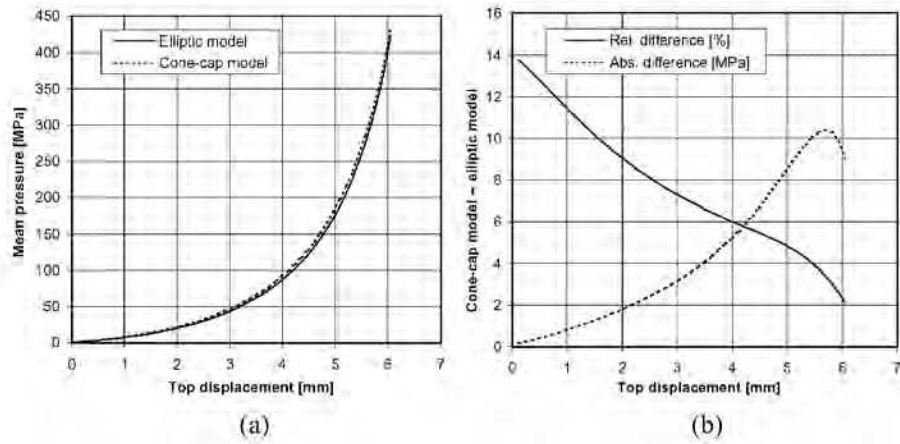 450
400
350
300
250
200
150
100
50
0
Mean pressure [MPa]
Elliptic model
Cone-cap model
0 1 2 3 4 5 6 7
Top displacement [mm]
(a)
16
14
12
10
8
6
4
2
0
Cone-cap model – elliptic model
Rel. difference [%]
Abs. difference [MPa]
0 1 2 3 4 5 6 7
Top displacement [mm]
(b)